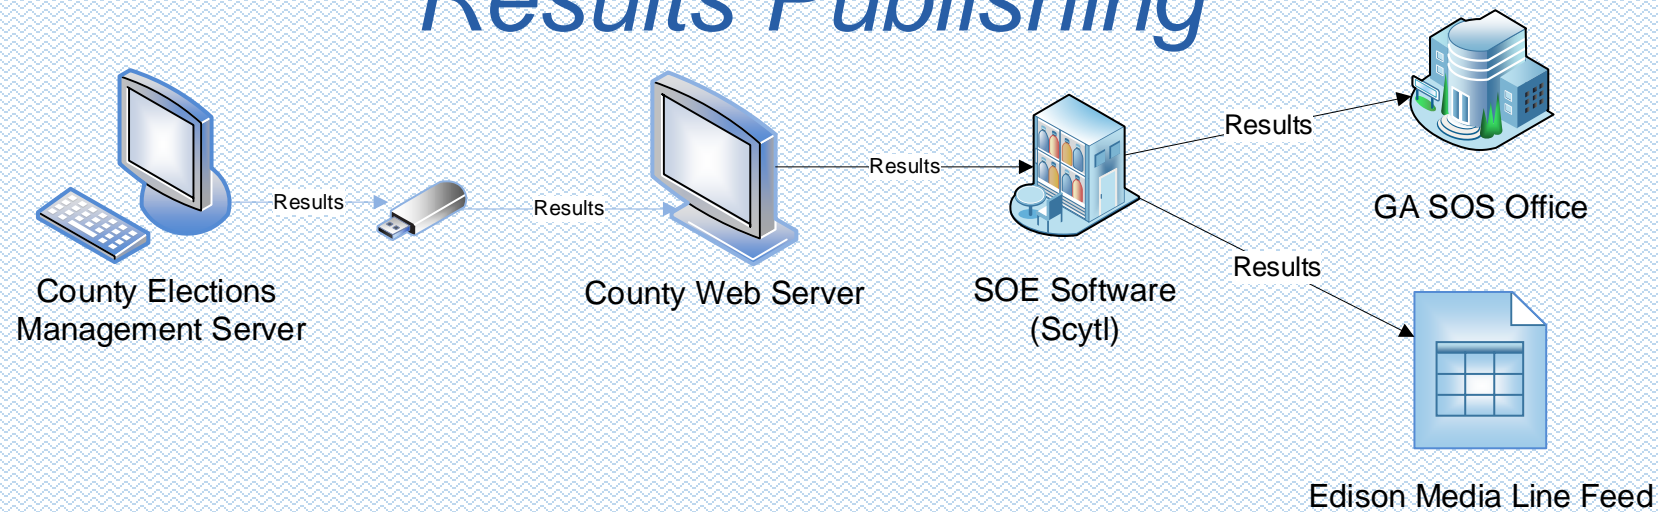 Results Publishing
Results
Results
Results
Results
Results
GA SOS Office
County Elections
Management Server
County Web Server
SOE Software
(Scytl)
Edison Media Line Feed